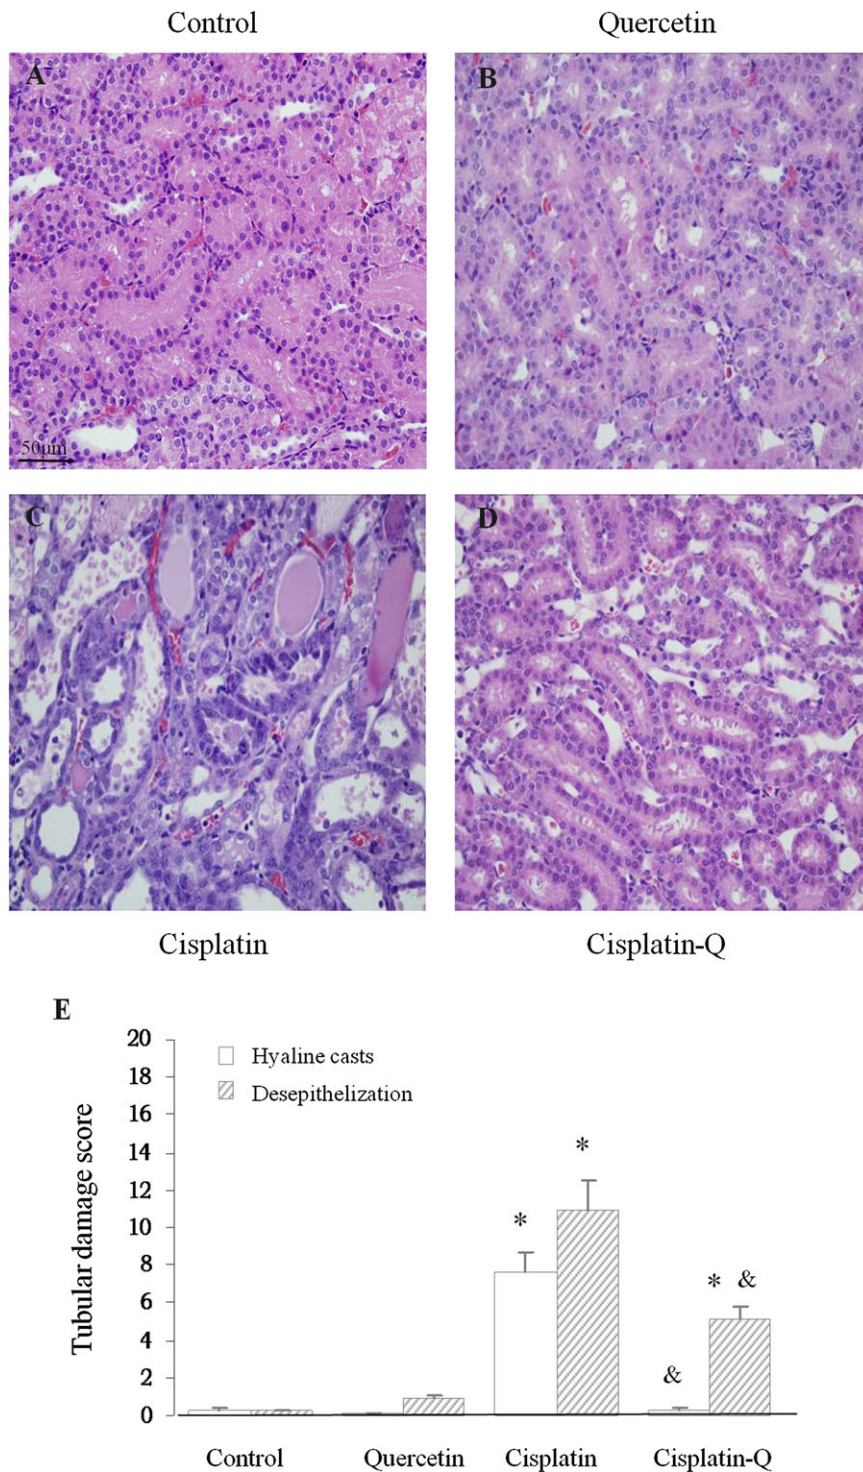 Control
Quercetin
A
B
50µm
C
D
Cisplatin
Cisplatin-Q
E
20
18
16
14
12
10
8
6
4
2
0
Tubular damage score
Hyaline casts
Desepithelization
*
*
* &
&
Control
Quercetin
Cisplatin
Cisplatin-Q